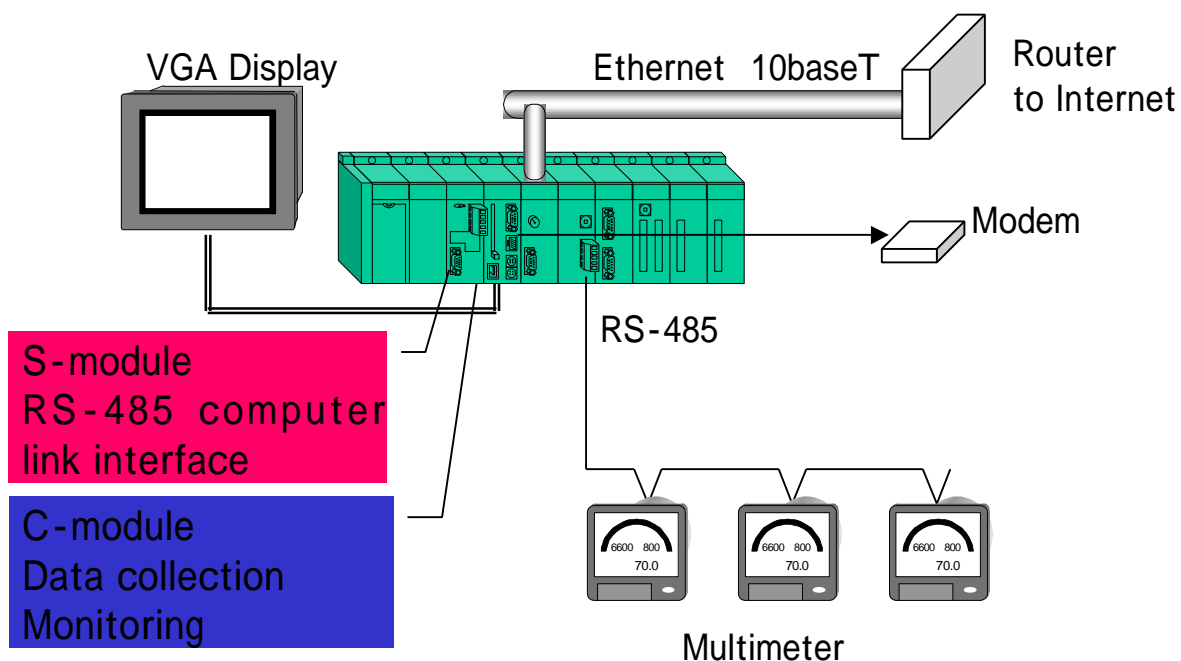 VGA Display
Ethernet 10baseT
Router
to Internet
Modem
RS-485
S-module
RS-485 computer
link interface
C-module
Data collection
Monitoring
6600 800
70.0
6600 800
70.0
6600 800
70.0
Multimeter